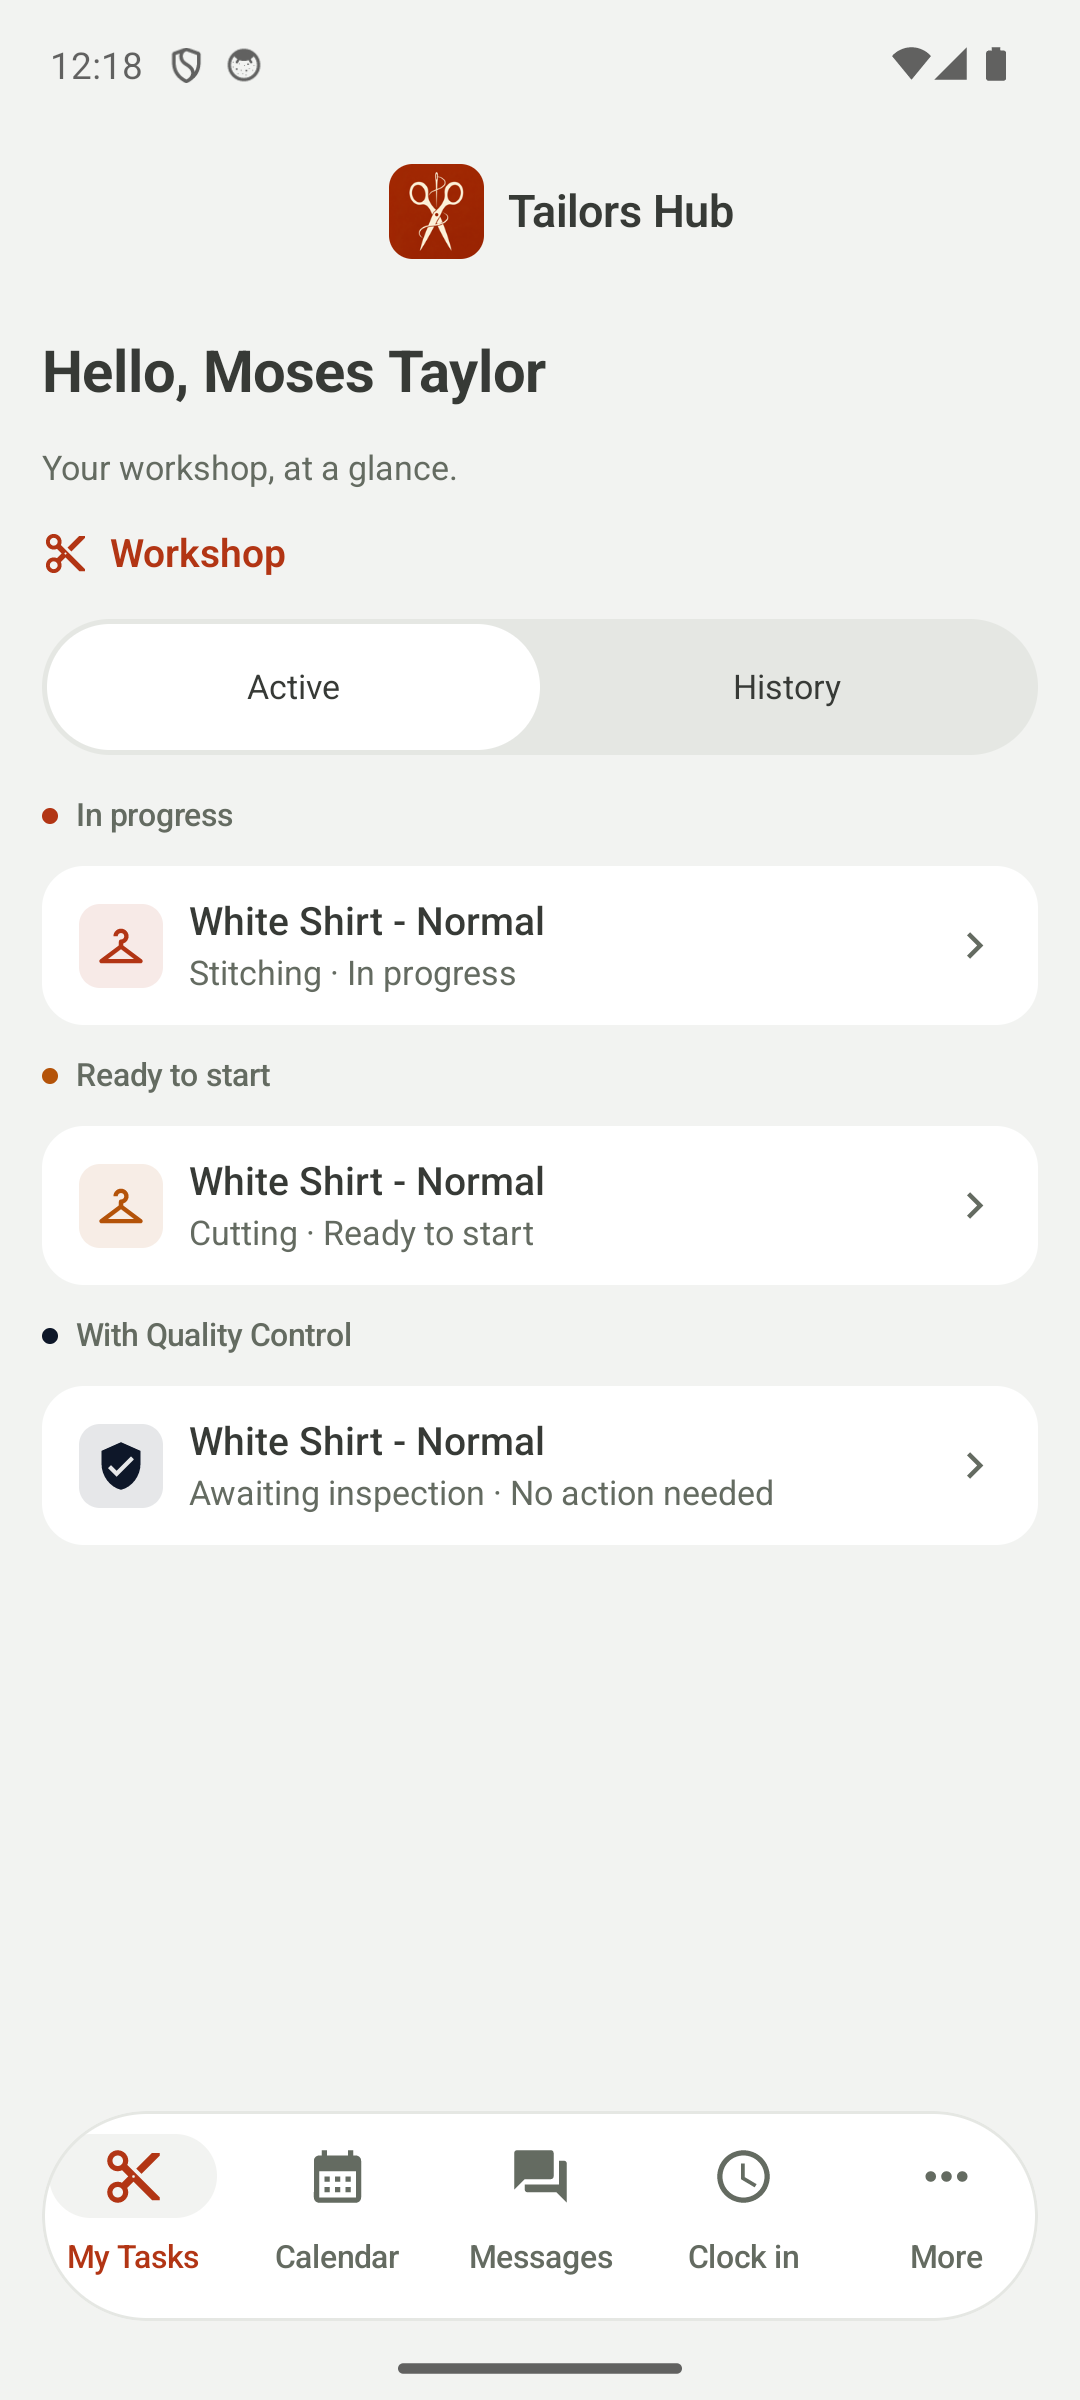 12:18
Tailors Hub
Hello, Moses Taylor
Your workshop, at a glance.
Workshop
Active
History
In progress
White Shirt - Normal
Stitching · In progress
Ready to start
White Shirt - Normal
Cutting · Ready to start
With Quality Control
White Shirt - Normal
Awaiting inspection · No action needed
My Tasks
Calendar
Messages
Clock in
More